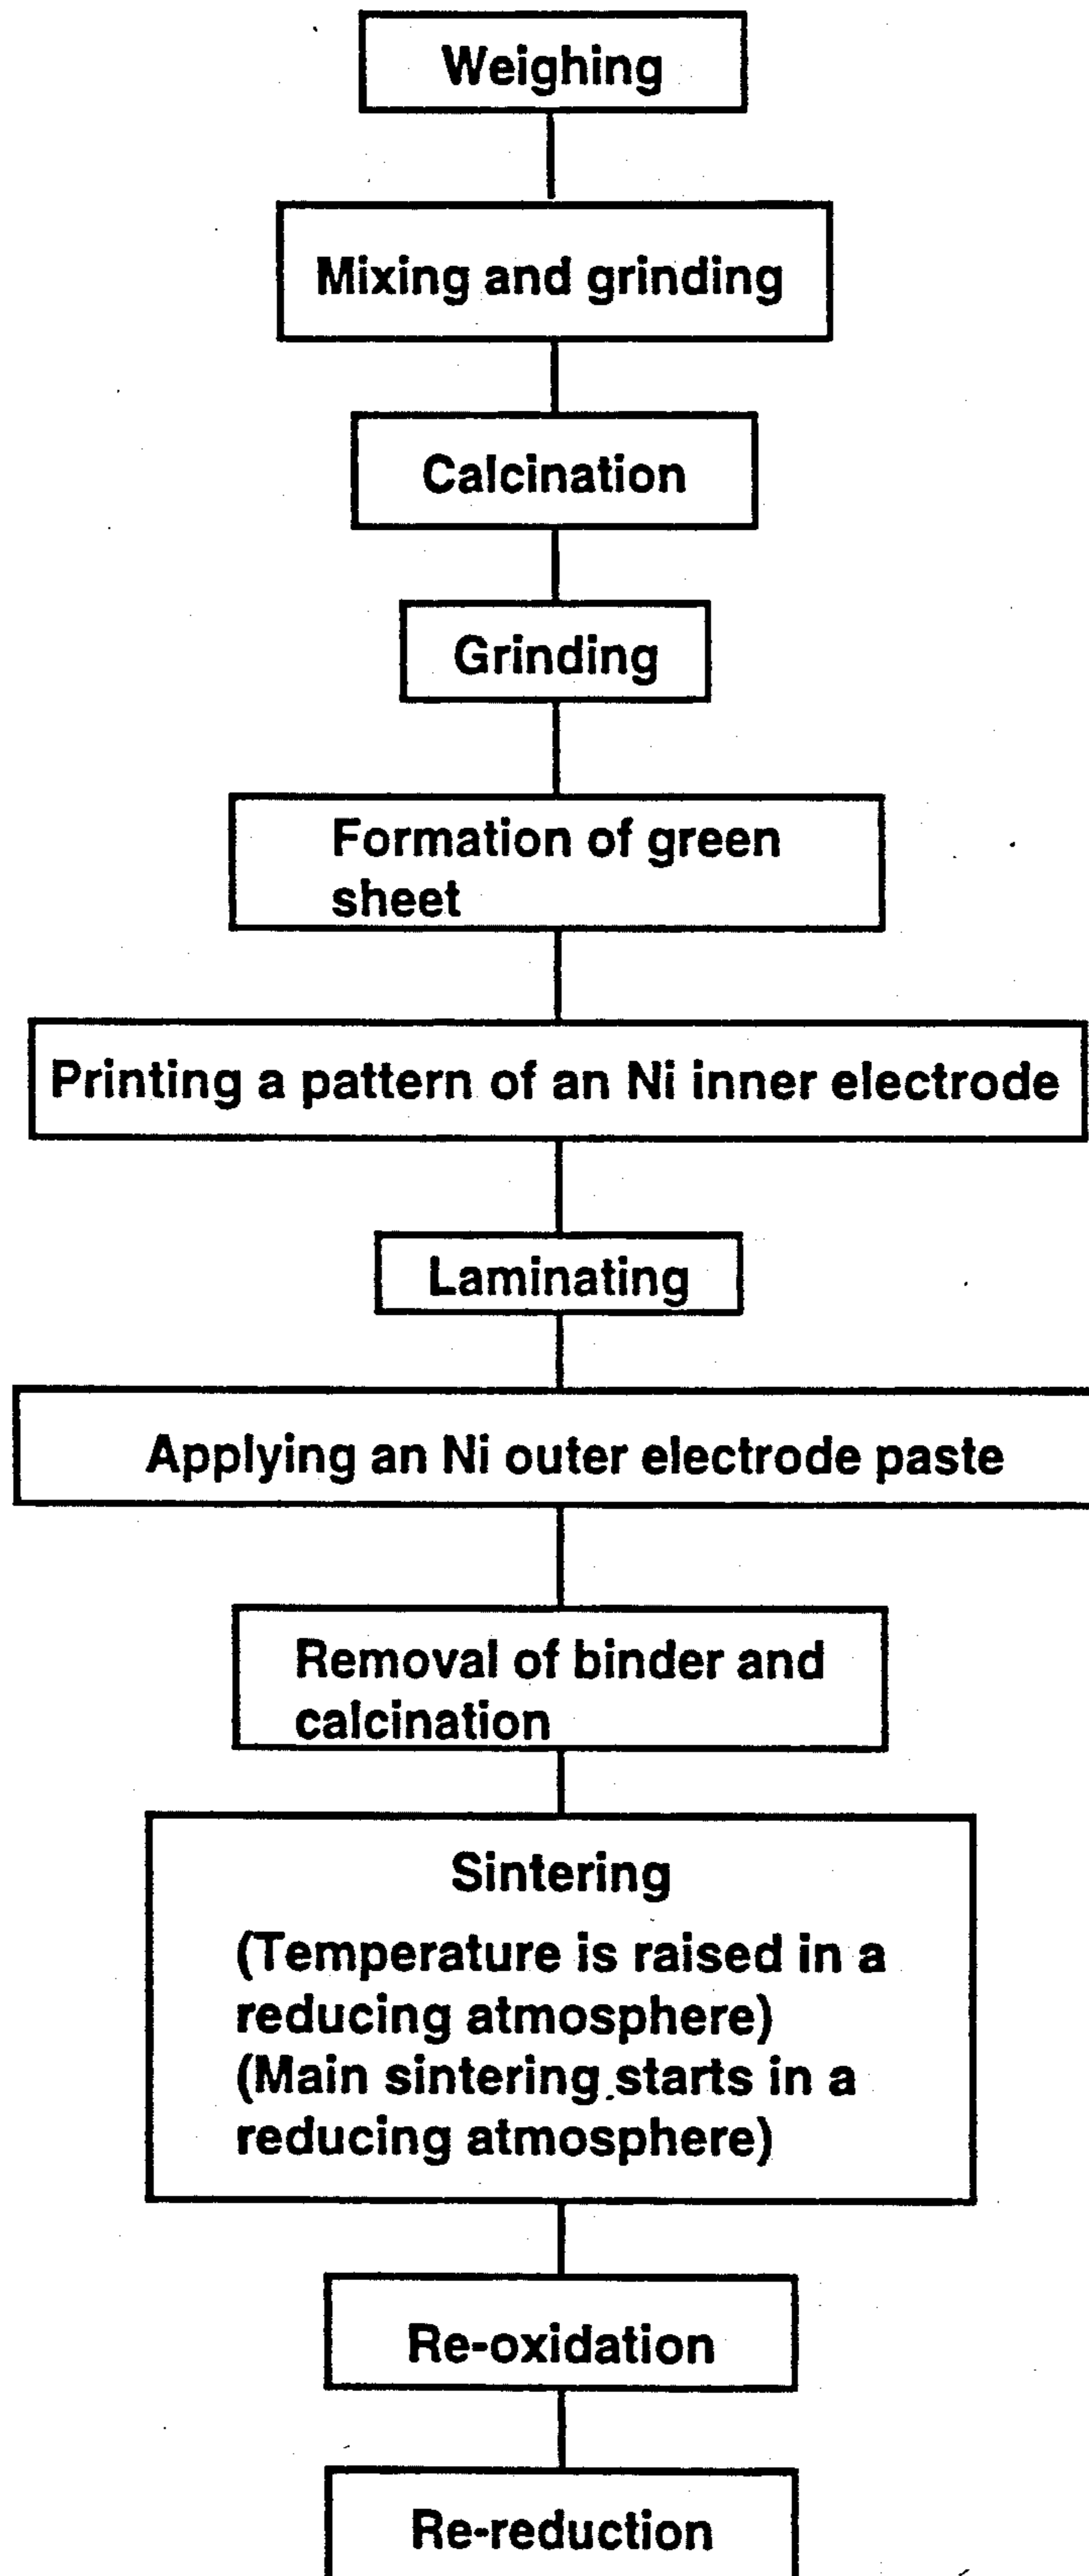 Weighing
Mixing and grinding
Calcination
Grinding
Formation of green
sheet
Printing a pattern of an Ni inner electrode
Laminating
Applying an Ni outer electrode paste
Removal of binder and
calcination
Sintering
(Temperature is raised in a
reducing atmosphere)
(Main sintering starts in a
reducing atmosphere)
Re-oxidation
Re-reduction